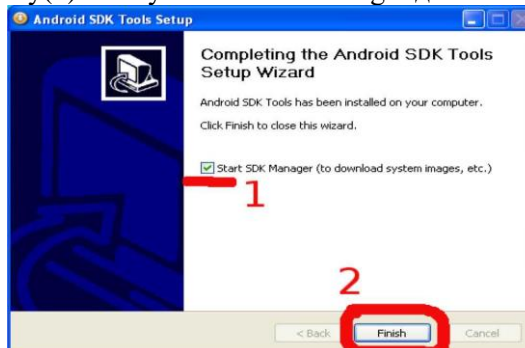 Android SDK Tools Setup
Completing the Android SDK Tools
Setup Wizard
Android SDK Tools has been installed on your computer.
Click Finish to close this wizard.
Start SDK Manager (to download system images, etc.)
1
2
< Back
Finish
Cancel